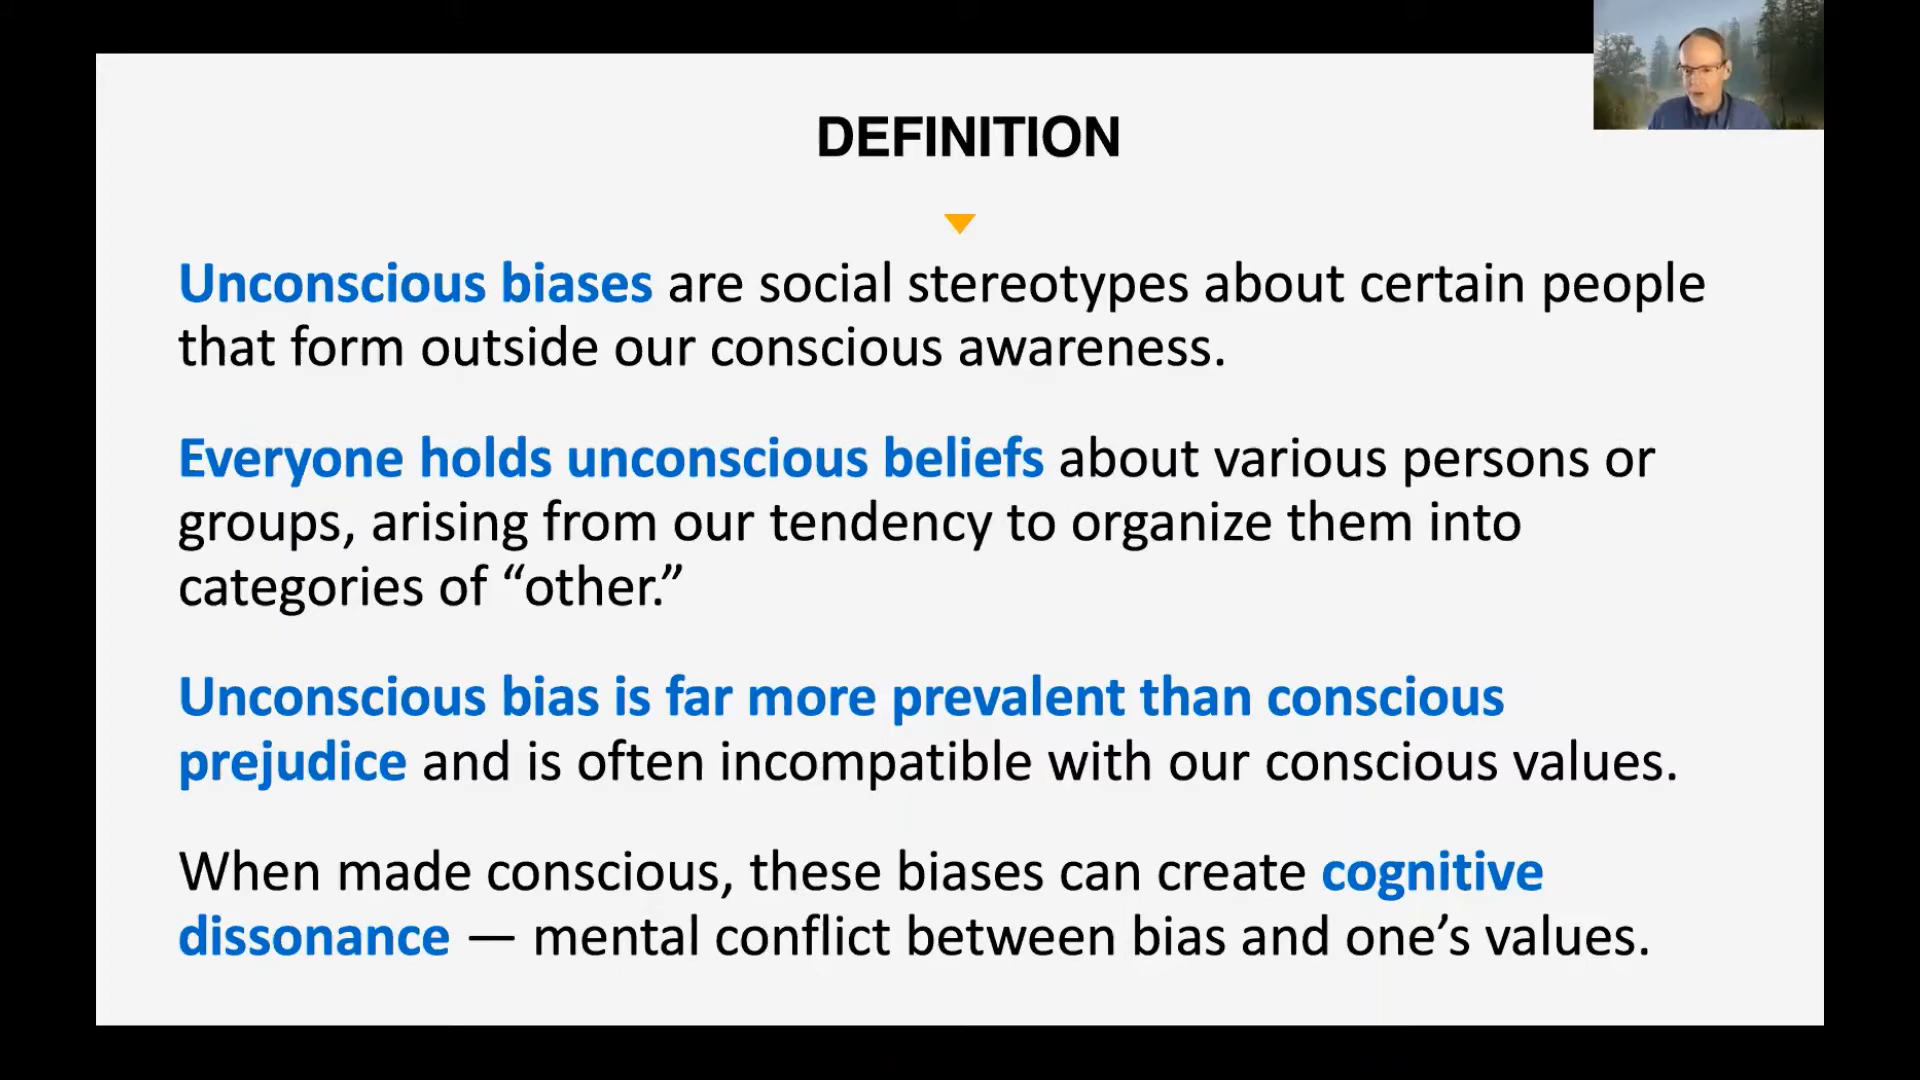 DEFINITION
Unconscious biases are social stereotypes about certain people
that form outside our conscious awareness.
Everyone holds unconscious beliefs about various persons or
groups, arising from our tendency to organize them into
categories of “other.”
Unconscious bias is far more prevalent than conscious
prejudice and is often incompatible with our conscious values.
When made conscious, these biases can create cognitive
dissonance — mental conflict between bias and one’s values.